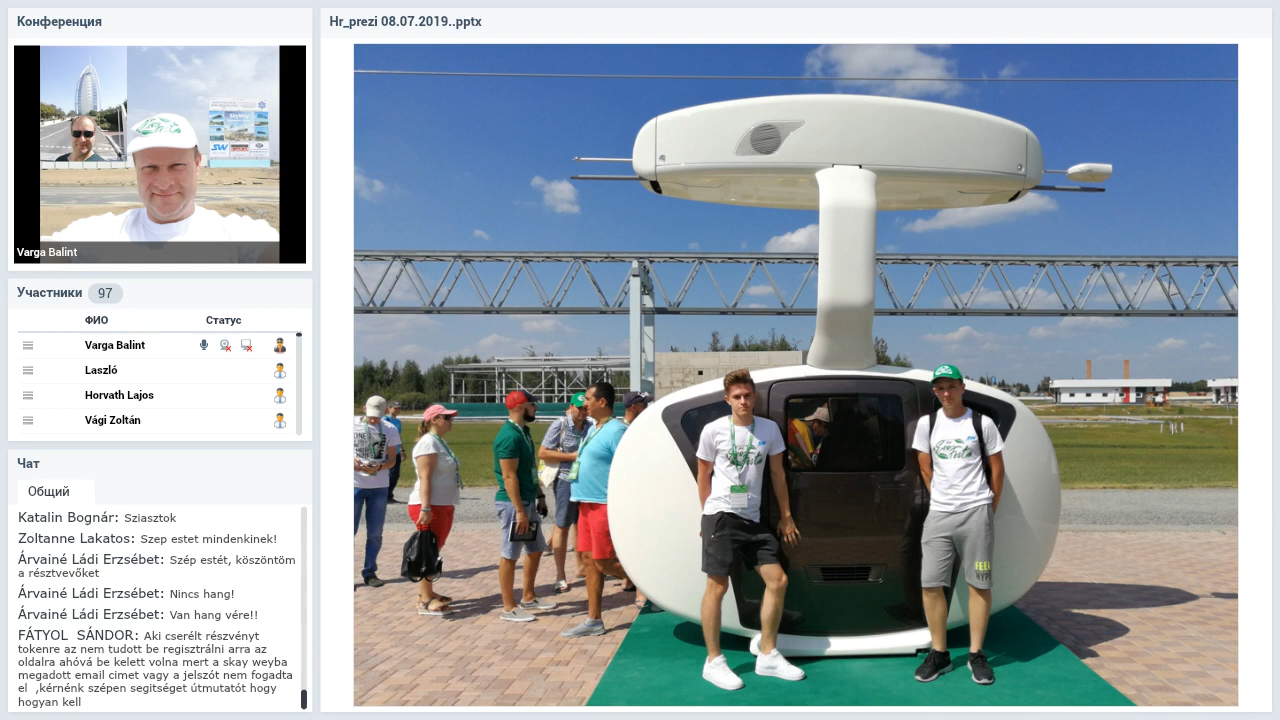 Конференция
Varga Balint
Участники 97
ФИО Статус
Varga Balint
Laszló
Horvath Lajos
Vági Zoltán
Чат
Общий
Katalin Bognár: Sziasztok
Zoltanne Lakatos: Szep estet mindenkinek!
Árvainé Ládi Erzsébet: Szép estét, köszöntöm
a résztvevőket
Árvainé Ládi Erzsébet: Nincs hang!
Árvainé Ládi Erzsébet: Van hang vére!!
FÁTYOL SÁNDOR: Aki cserélt részvényt
tokenre az nem tudott be regisztrálni arra az
oldalra ahóvá be kelett volna mert a skay weyba
megadott email cimet vagy a jelszót nem fogadta
el ,kérnénk szépen segitséget útmutatót hogy
hogyan kell
Hr_prezi 08.07.2019..pptx
SkyWay
SW